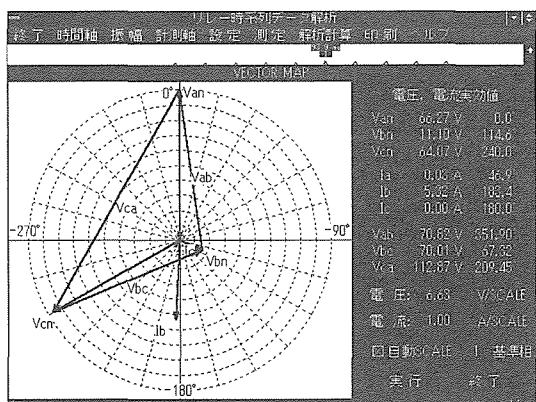 リレー時系列データ解析
終了 時間軸 振幅 計測軸 設定 測定 解析計算 印刷 ヘルプ
VECTOR MAP
電圧、電流実効値
0° Van
Van 66.27 V 0.0
Vbn 11.10 V 114.6
Vcn 64.07 V 240.0
Ia 0.03 A 46.9
Ib 5.32 A 183.4
Ic 0.00 A 180.0
Vab 70.82 V 351.90
Vbc 70.01 V 67.32
Vca 112.87 V 209.45
電圧: 6.63 V/SCALE
電流: 1.00 A/SCALE
自動SCALE 1 基準相
実行 終了
Vab
Vca
-270° -90°
Vbn
Vbc
Vcn
Ib
180°